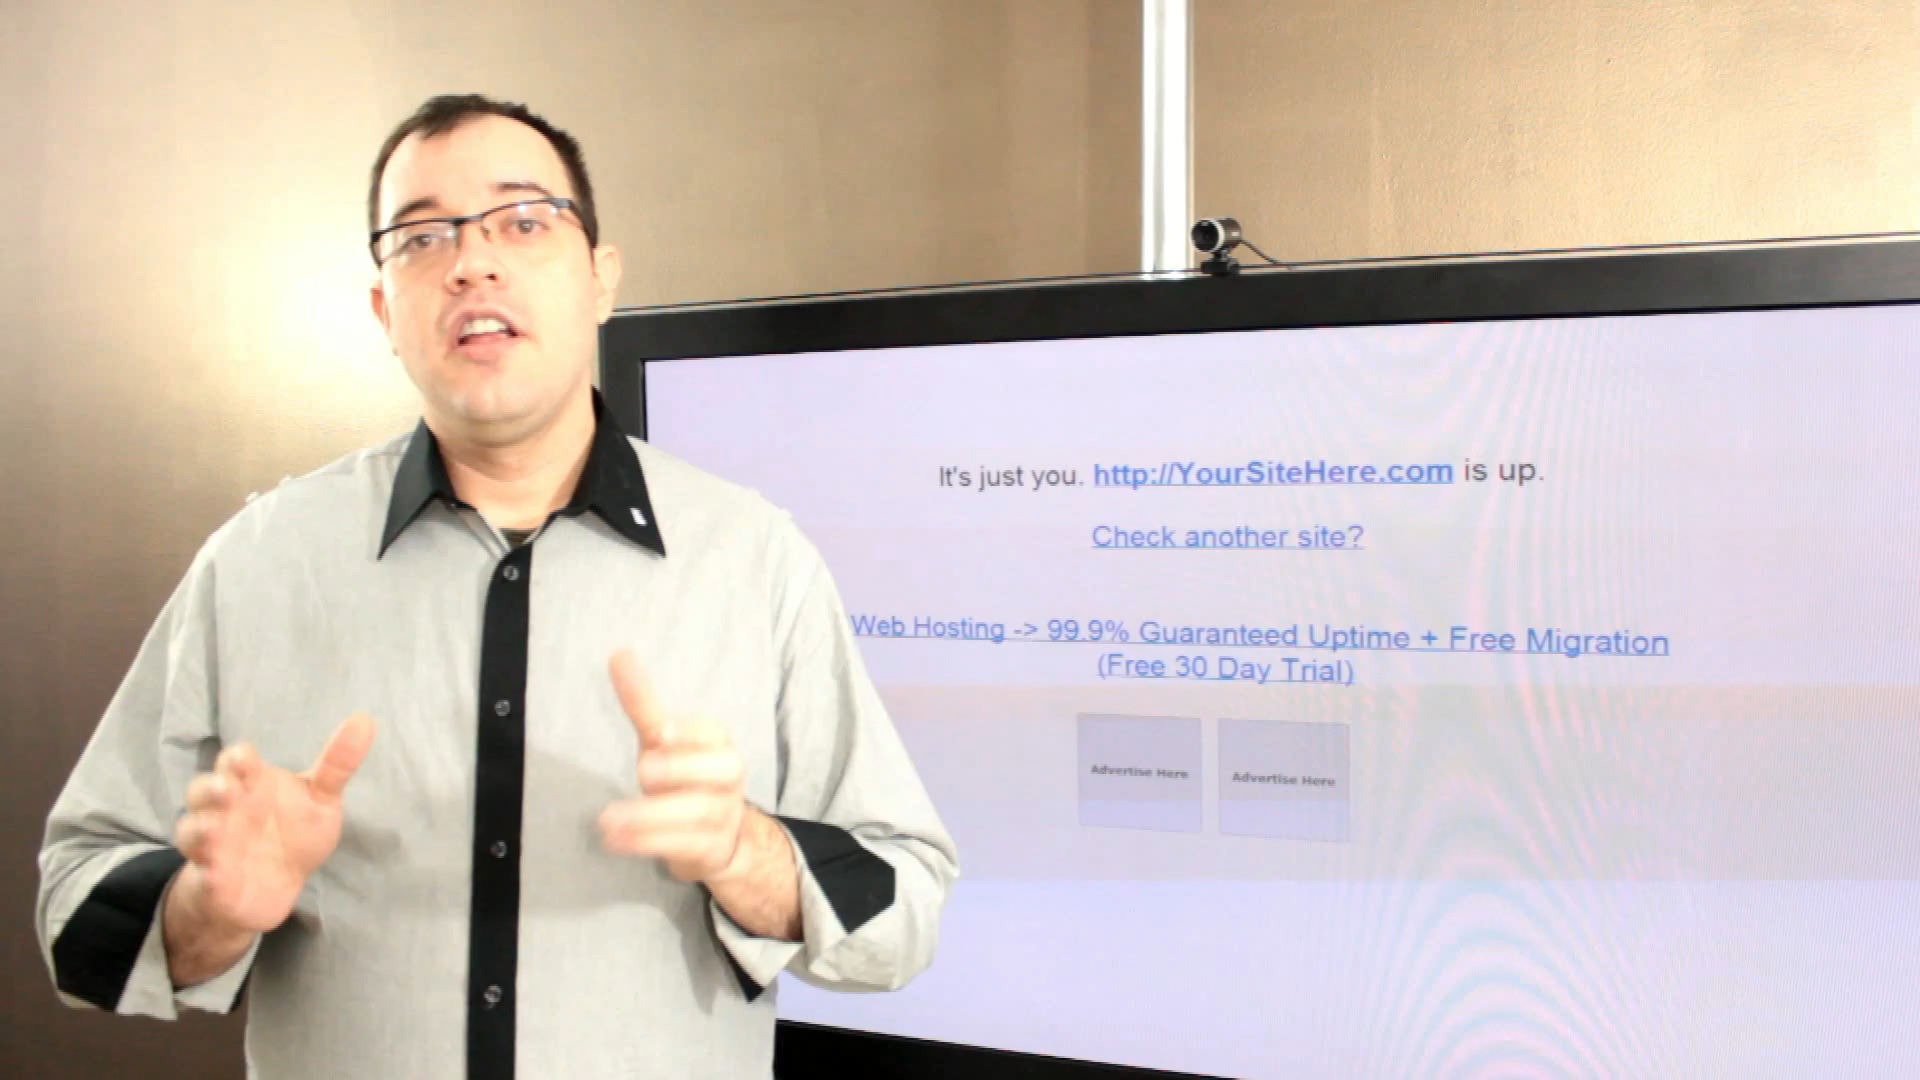 It's just you. http://YourSiteHere.com is up.
Check another site?
Web Hosting -> 99.9% Guaranteed Uptime + Free Migration
(Free 30 Day Trial)
Advertise Here
Advertise Here